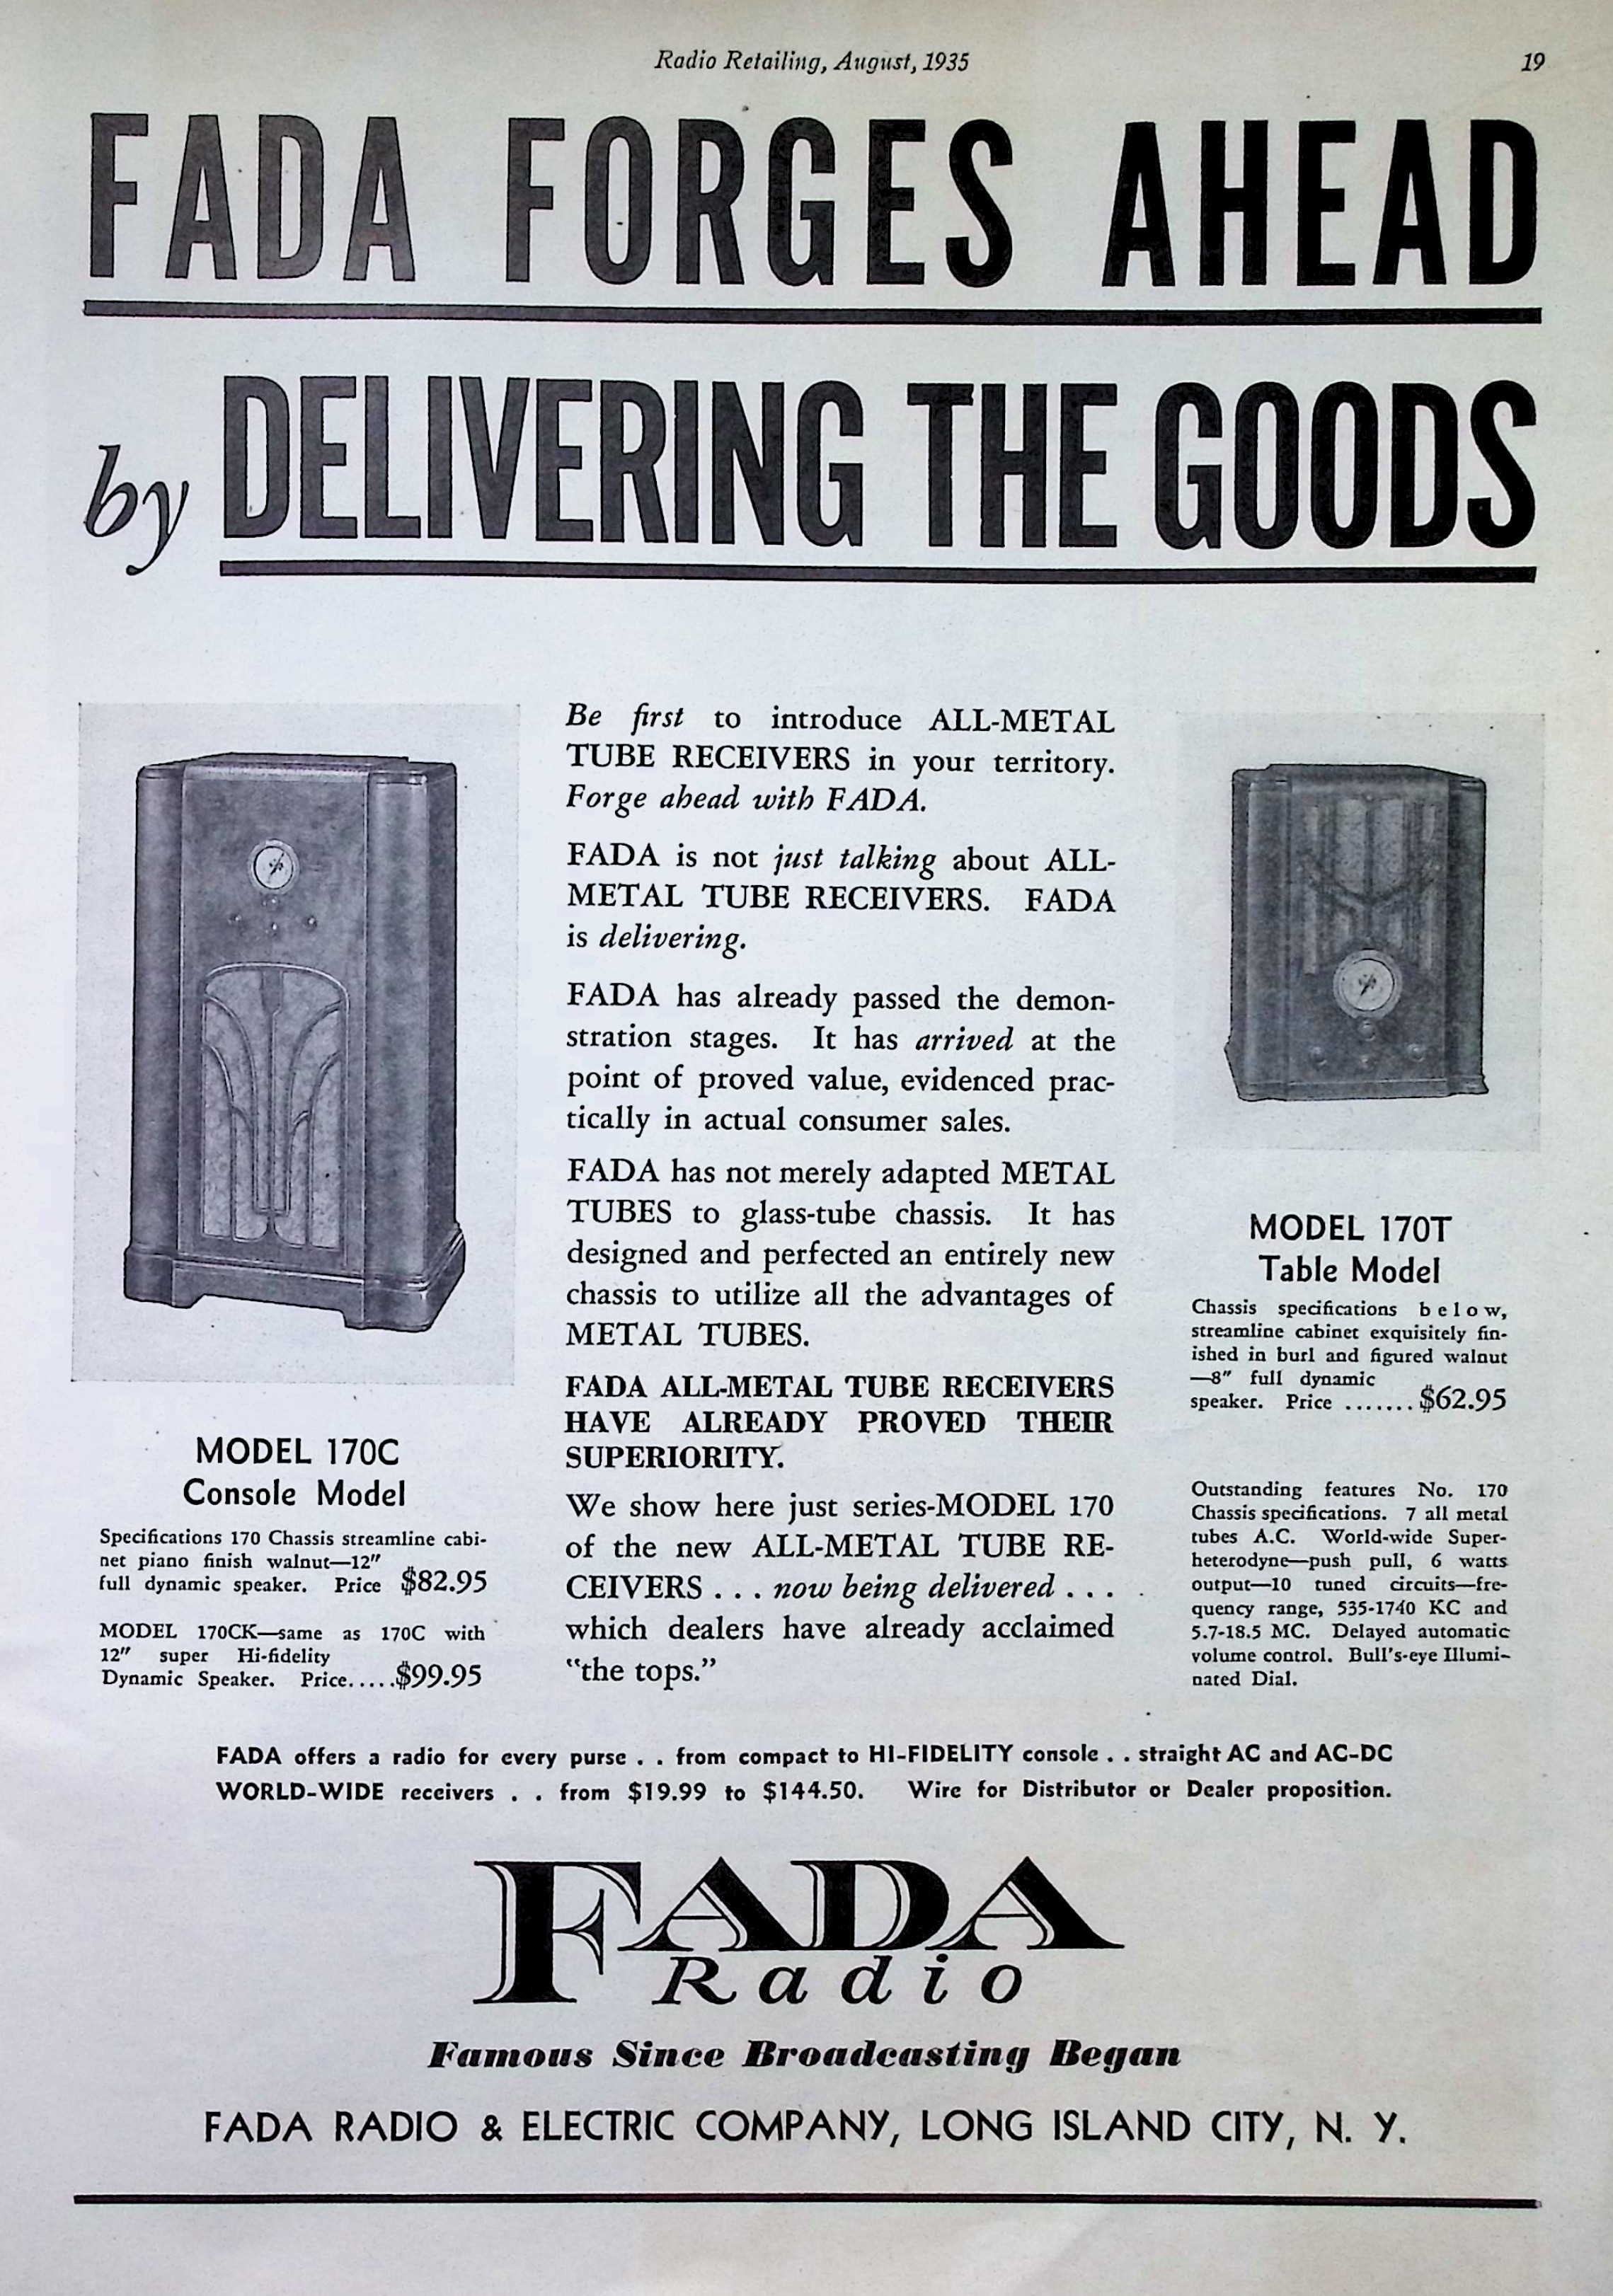 Radio Retailing, August, 1935
19
FADA FORGES AHEAD
by DELIVERING THE GOODS
Be first to introduce ALL-METAL
TUBE RECEIVERS in your territory.
Forge ahead with FADA.
FADA is not just talking about ALL-
METAL TUBE RECEIVERS. FADA
is delivering.
FADA has already passed the demon-
stration stages. It has arrived at the
point of proved value, evidenced prac-
tically in actual consumer sales.
FADA has not merely adapted METAL
TUBES to glass-tube chassis. It has
designed and perfected an entirely new
chassis to utilize all the advantages of
METAL TUBES.
FADA ALL-METAL TUBE RECEIVERS
HAVE ALREADY PROVED THEIR
SUPERIORITY.
We show here just series-MODEL 170
of the new ALL-METAL TUBE RE-
CEIVERS . . . now being delivered . . .
which dealers have already acclaimed
"the tops."
MODEL 170C
Console Model
Specifications 170 Chassis streamline cabi-
net piano finish walnut—12"
full dynamic speaker. Price $82.95
MODEL 170CK—same as 170C with
12" super Hi-fidelity
Dynamic Speaker. Price.....$99.95
MODEL 170T
Table Model
Chassis specifications below,
streamline cabinet exquisitely fin-
ished in burl and figured walnut
—8" full dynamic
speaker. Price .......$62.95
Outstanding features No. 170
Chassis specifications. 7 all metal
tubes A.C. World-wide Super-
heterodyne—push pull, 6 watts
output—10 tuned circuits—fre-
quency range, 535-1740 KC and
5.7-18.5 MC. Delayed automatic
volume control. Bull's-eye Illumi-
nated Dial.
FADA offers a radio for every purse . . from compact to HI-FIDELITY console . . straight AC and AC-DC
WORLD-WIDE receivers . . from $19.99 to $144.50. Wire for Distributor or Dealer proposition.
FADA
Radio
Famous Since Broadcasting Began
FADA RADIO & ELECTRIC COMPANY, LONG ISLAND CITY, N. Y.